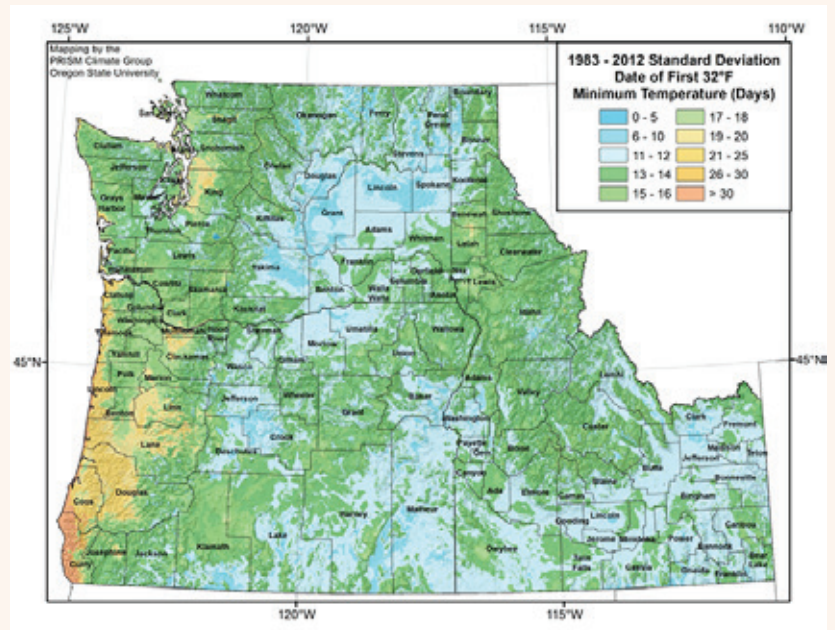 125°W 120°W 115°W 110°W
Mapping by the
PRISM Climate Group
Oregon State University
1983 - 2012 Standard Deviation
Date of First 32°F
Minimum Temperature (Days)
0 - 5 17 - 18
6 - 10 19 - 20
11 - 12 21 - 25
13 - 14 26 - 30
15 - 16 > 30
Whatcom Okanogan Ferry Pend Oreille Boundary
Skagit Bonner
Clallam Snohomish Chelan Stevens
Jefferson Douglas Lincoln Spokane Kootenai
King
Grays Harbor Kittitas Grant Benewah Shoshone
Pierce Adams Whitman Latah
Pacific Lewis Yakima Franklin Garfield Clearwater
Cowlitz Skamania Benton Walla Walla Columbia Asotin Lewis
Clatsop Clark Klickitat
Columbia
Hood River Sherman Umatilla Wallowa Idaho
Morrow
45°N Yamhill Clackamas Wasco Gilliam Union 45°N
Polk Marion Adams Lemhi
Lincoln Jefferson Wheeler Baker Valley
Benton Linn Grant Washington Custer Clark
Crook Fremont
Lane Deschutes Payette Gem Boise Madison Teton
Jefferson
Butte
Canyon Bonneville
Coos Douglas Ada Elmore Camas Blaine Bingham
Harney Malheur Gooding Lincoln
Lake Caribou
Klamath Jerome Minidoka Power
Curry Josephine Jackson Owyhee Bannock
Twin Falls Cassia Oneida Franklin Bear Lake
120°W 115°W